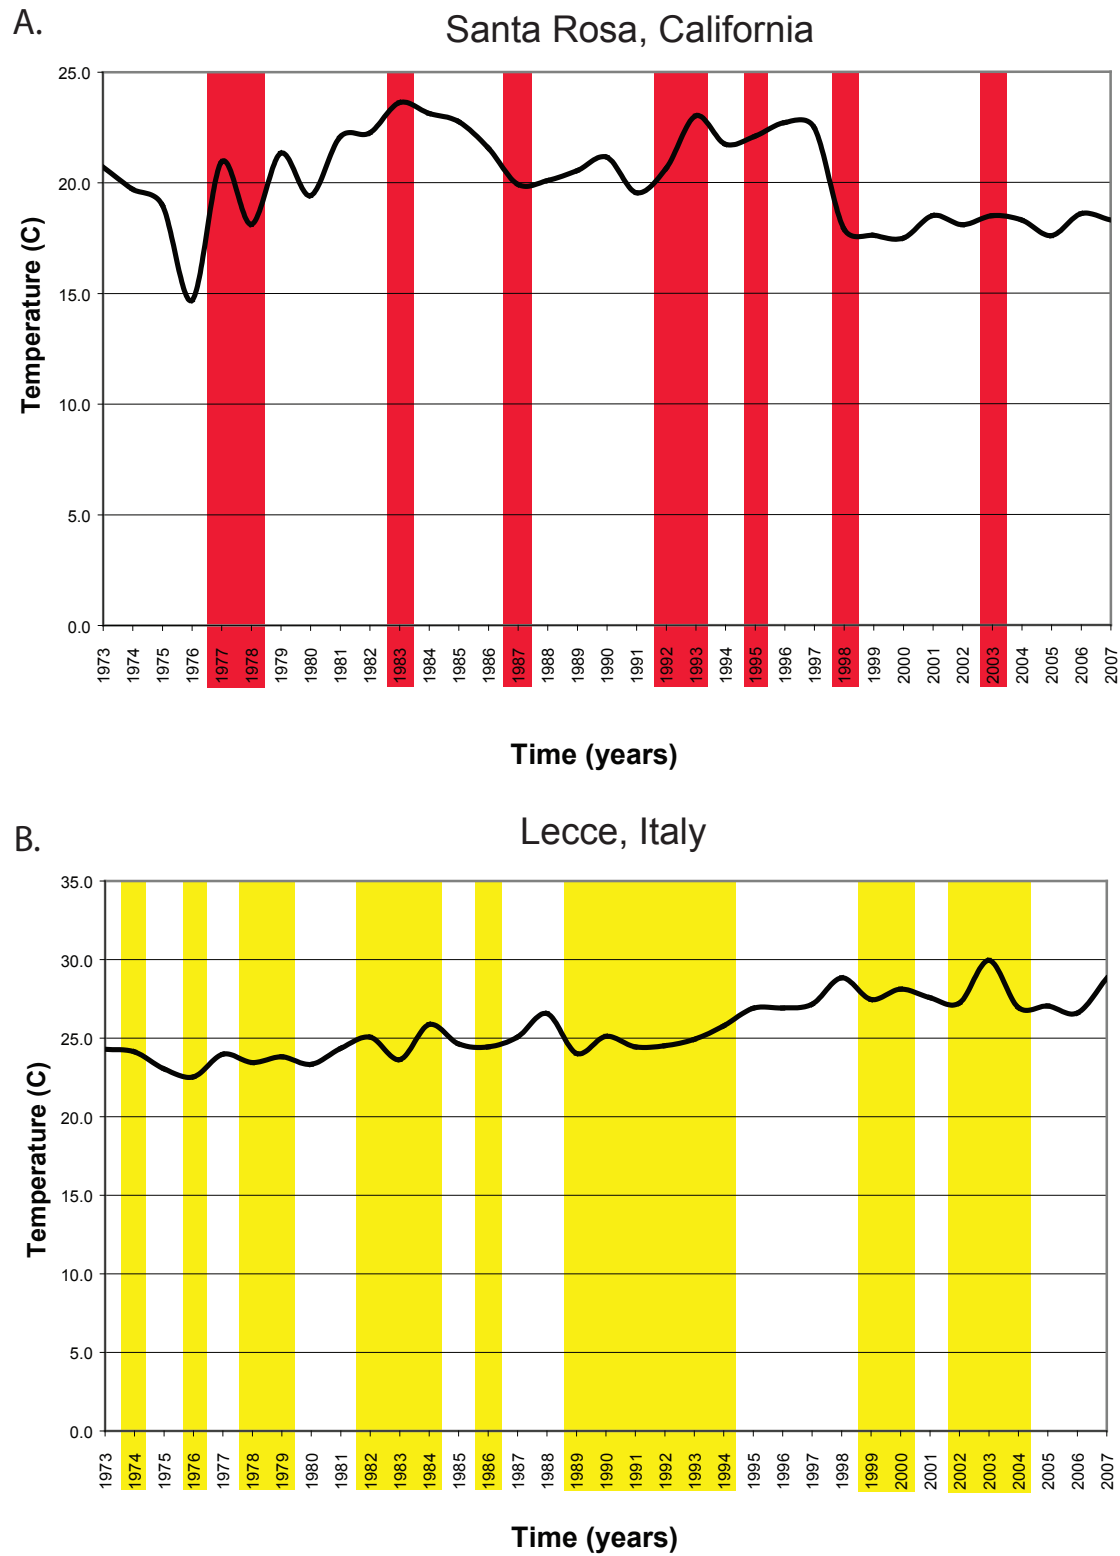 A.
Santa Rosa, California
25.0
20.0
15.0
10.0
5.0
0.0
Temperature (C)
1973 1974 1975 1976 1977 1978 1979 1980 1981 1982 1983 1984 1985 1986 1987 1988 1989 1990 1991 1992 1993 1994 1995 1996 1997 1998 1999 2000 2001 2002 2003 2004 2005 2006 2007
Time (years)
B.
Lecce, Italy
35.0
30.0
25.0
20.0
15.0
10.0
5.0
0.0
Temperature (C)
1973 1974 1975 1976 1977 1978 1979 1980 1981 1982 1983 1984 1985 1986 1987 1988 1989 1990 1991 1992 1993 1994 1995 1996 1997 1998 1999 2000 2001 2002 2003 2004 2005 2006 2007
Time (years)